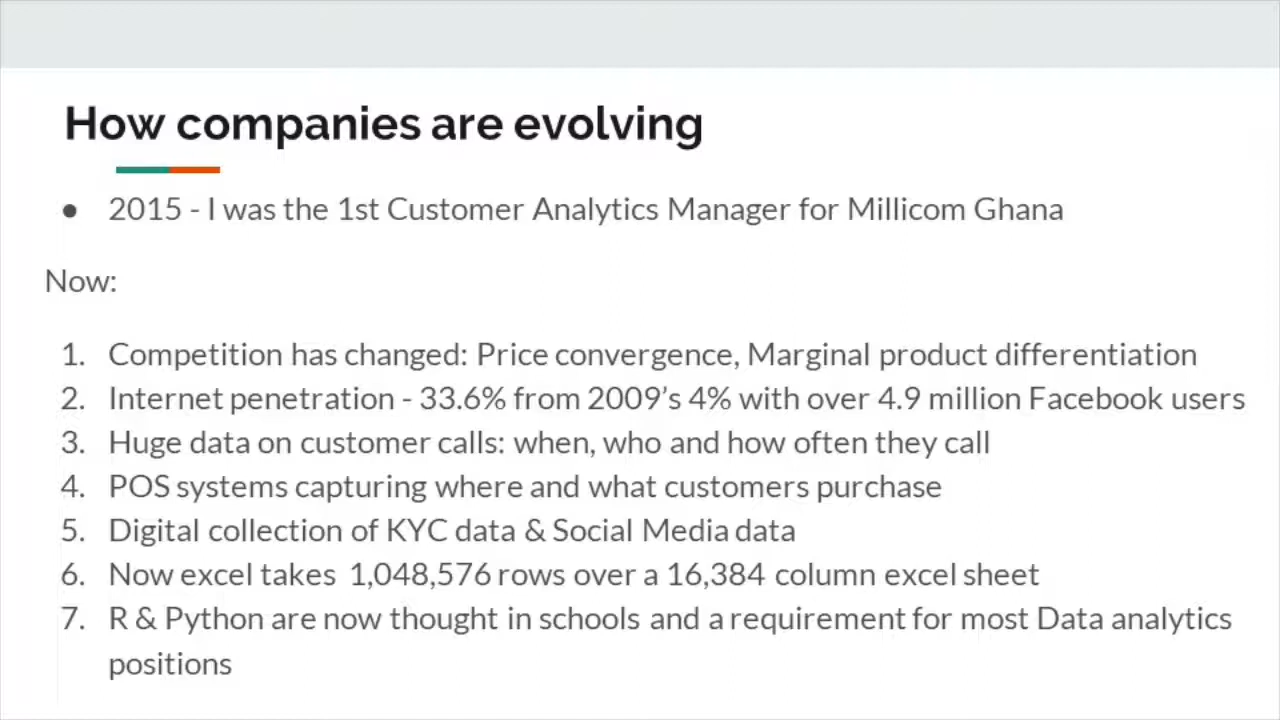 How companies are evolving
● 2015 - I was the 1st Customer Analytics Manager for Millicom Ghana
Now:
1. Competition has changed: Price convergence, Marginal product differentiation
2. Internet penetration - 33.6% from 2009’s 4% with over 4.9 million Facebook users
3. Huge data on customer calls: when, who and how often they call
4. POS systems capturing where and what customers purchase
5. Digital collection of KYC data & Social Media data
6. Now excel takes 1,048,576 rows over a 16,384 column excel sheet
7. R & Python are now thought in schools and a requirement for most Data analytics
positions